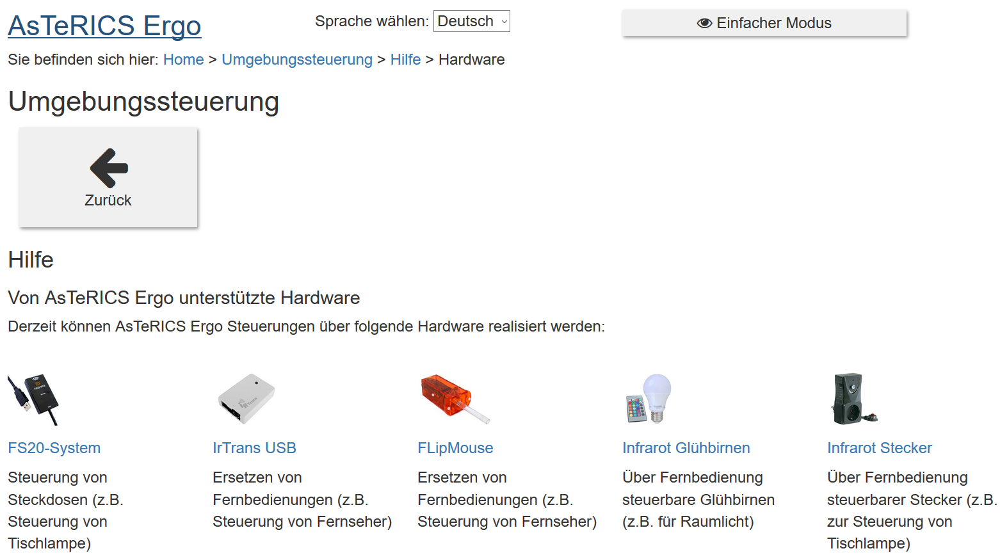 AsTeRICS Ergo
Sprache wählen: Deutsch
Einfacher Modus
Sie befinden sich hier: Home > Umgebungssteuerung > Hilfe > Hardware
Umgebungssteuerung
Zurück
Hilfe
Von AsTeRICS Ergo unterstützte Hardware
Derzeit können AsTeRICS Ergo Steuerungen über folgende Hardware realisiert werden:
FS20-System
Steuerung von
Steckdosen (z.B.
Steuerung von
Tischlampe)
IRTrans
IrTrans USB
Ersetzen von
Fernbedienungen (z.B.
Steuerung von Fernseher)
FLipMouse
Ersetzen von
Fernbedienungen (z.B.
Steuerung von Fernseher)
Infrarot Glühbirnen
Über Fernbedienung
steuerbare Glühbirnen
(z.B. für Raumlicht)
Infrarot Stecker
Über Fernbedienung
steuerbarer Stecker (z.B.
zur Steuerung von
Tischlampe)